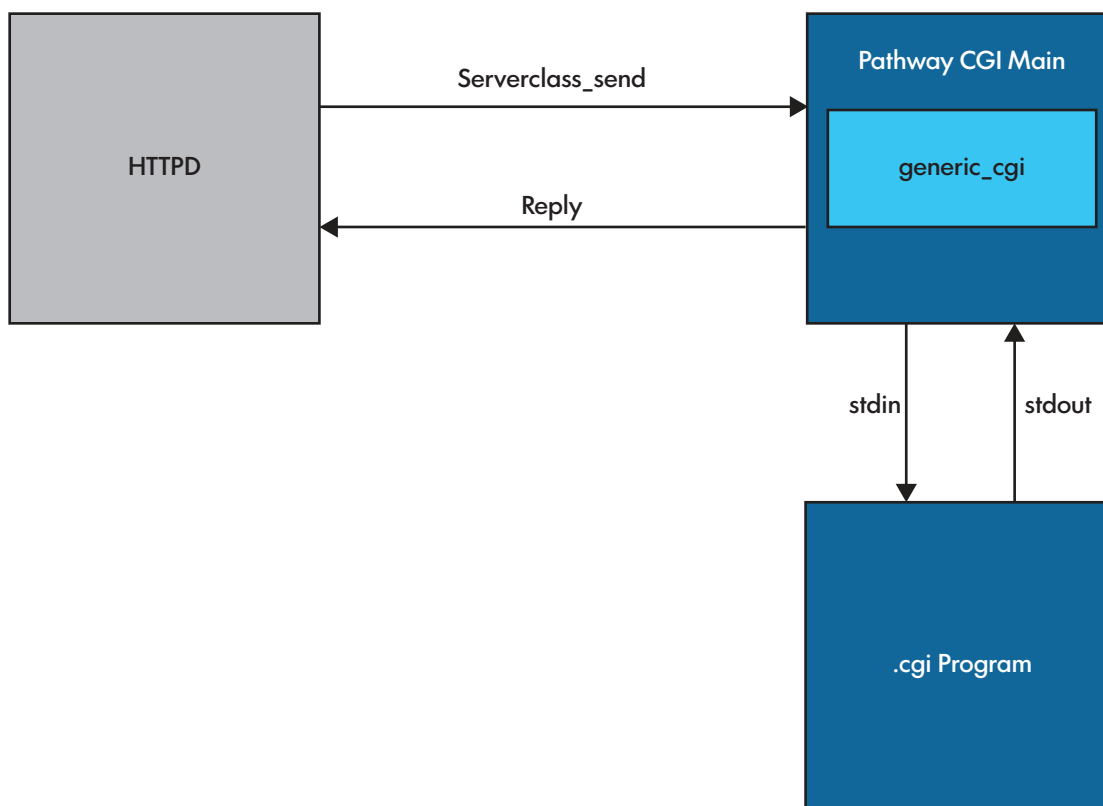 Pathway CGI Main
Serverclass_send
HTTPD
generic_cgi
Reply
stdin
stdout
.cgi Program